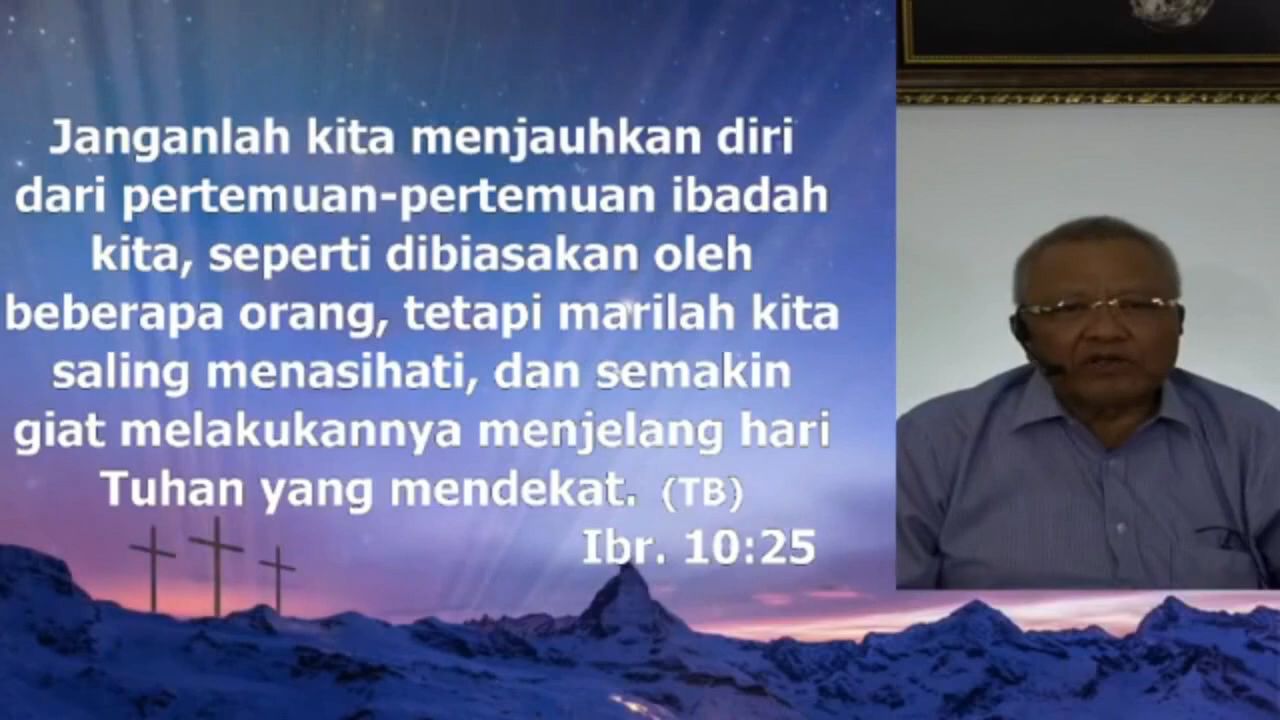 Janganlah kita menjauhkan diri
dari pertemuan-pertemuan ibadah
kita, seperti dibiasakan oleh
beberapa orang, tetapi marilah kita
saling menasihati, dan semakin
giat melakukannya menjelang hari
Tuhan yang mendekat. (TB)
Ibr. 10:25